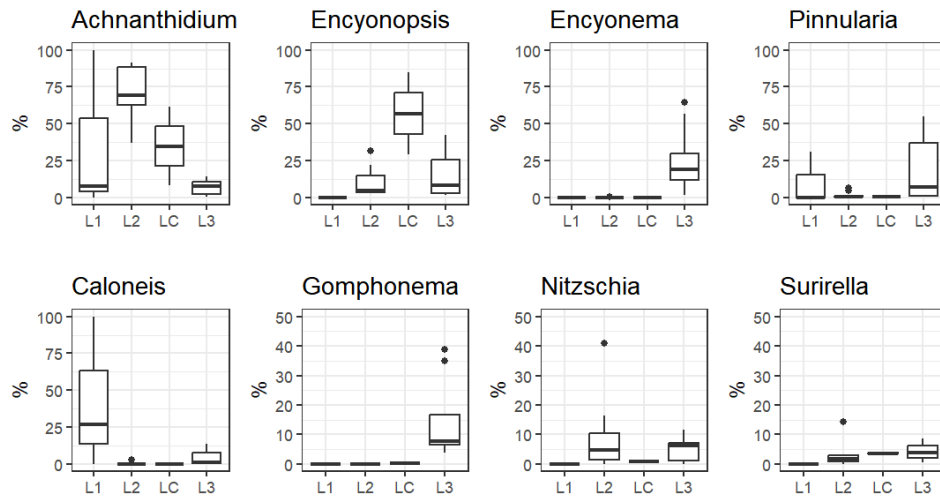 Achnanthidium Encyonopsis Encyonema Pinnularia
100 100 100 100
75 75 75 75
% % % %
50 50 50 50
25 25 25 25
0 0 0 0
L1 L2 LC L3 L1 L2 LC L3 L1 L2 LC L3 L1 L2 LC L3
Caloneis Gomphonema Nitzschia Surirella
100 50 50 50
75 40 40 40
% % % %
50 30 30 30
20 20 20
25 10 10 10
0 0 0 0
L1 L2 LC L3 L1 L2 LC L3 L1 L2 LC L3 L1 L2 LC L3